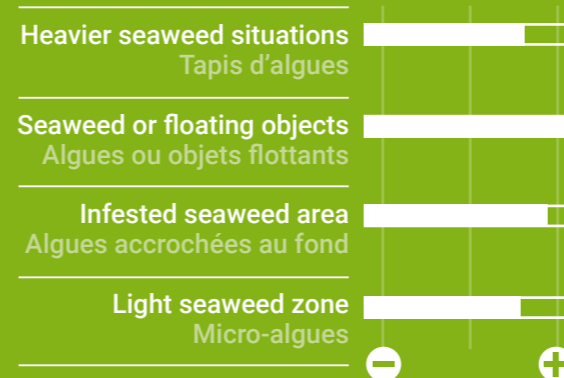 Heavier seaweed situations
Tapis d’algues
Seaweed or floating objects
Algues ou objets flottants
Infested seaweed area
Algues accrochées au fond
Light seaweed zone
Micro-algues
− +